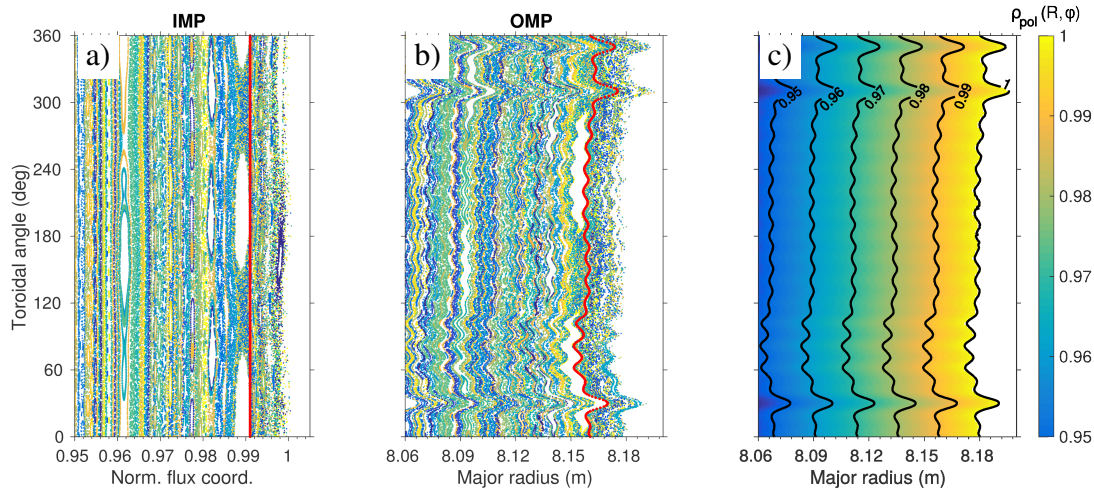 IMP
OMP
ρpol (R, φ)
a)
b)
c)
Toroidal angle (deg)
360
300
240
180
120
60
0
0.95 0.96 0.97 0.98 0.99 1
Norm. flux coord.
8.06 8.09 8.12 8.15 8.18
Major radius (m)
0.95 0.96 0.97 0.98 0.99 1
8.06 8.09 8.12 8.15 8.18
Major radius (m)
1
0.99
0.98
0.97
0.96
0.95